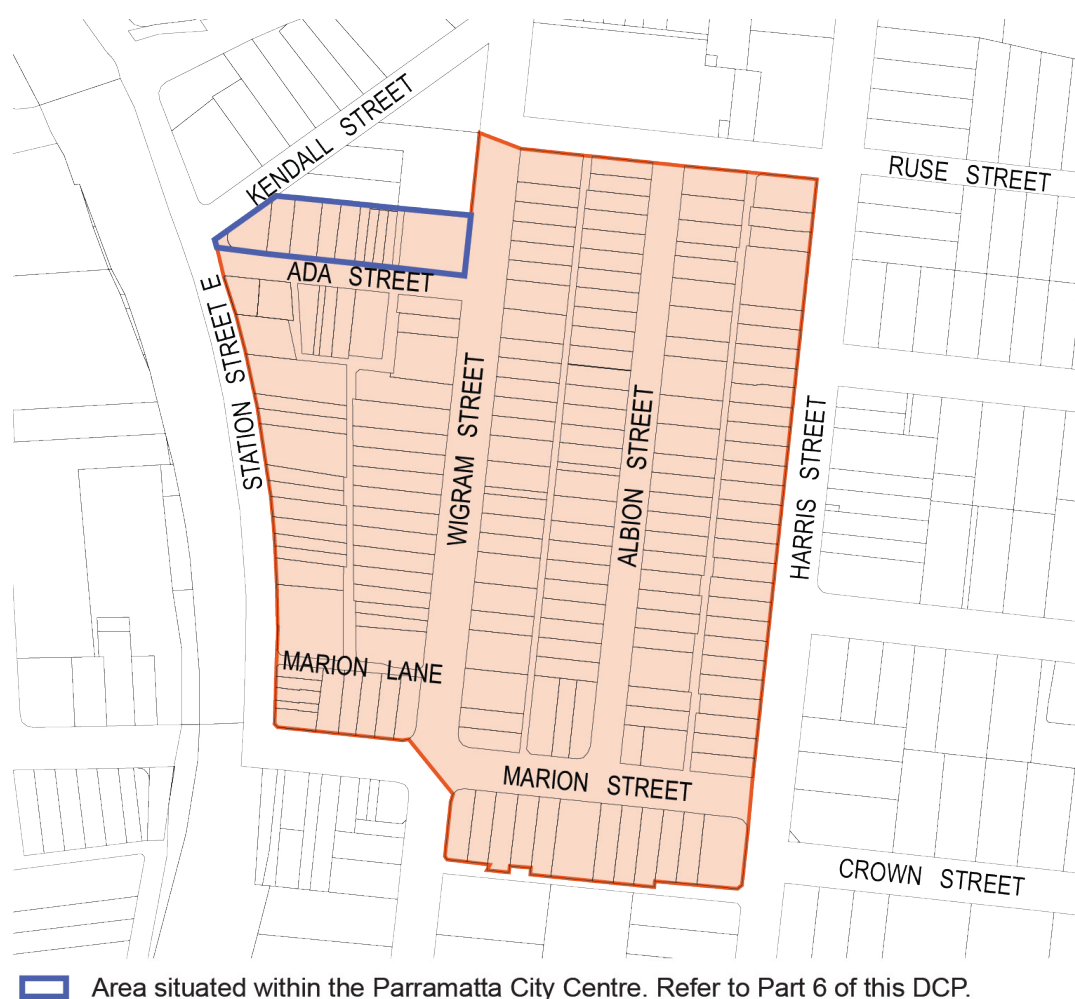 KENDALL STREET
RUSE STREET
ADA STREET
STATION STREET E
WIGRAM STREET
ALBION STREET
HARRIS STREET
MARION LANE
MARION STREET
CROWN STREET
Area situated within the Parramatta City Centre. Refer to Part 6 of this DCP.